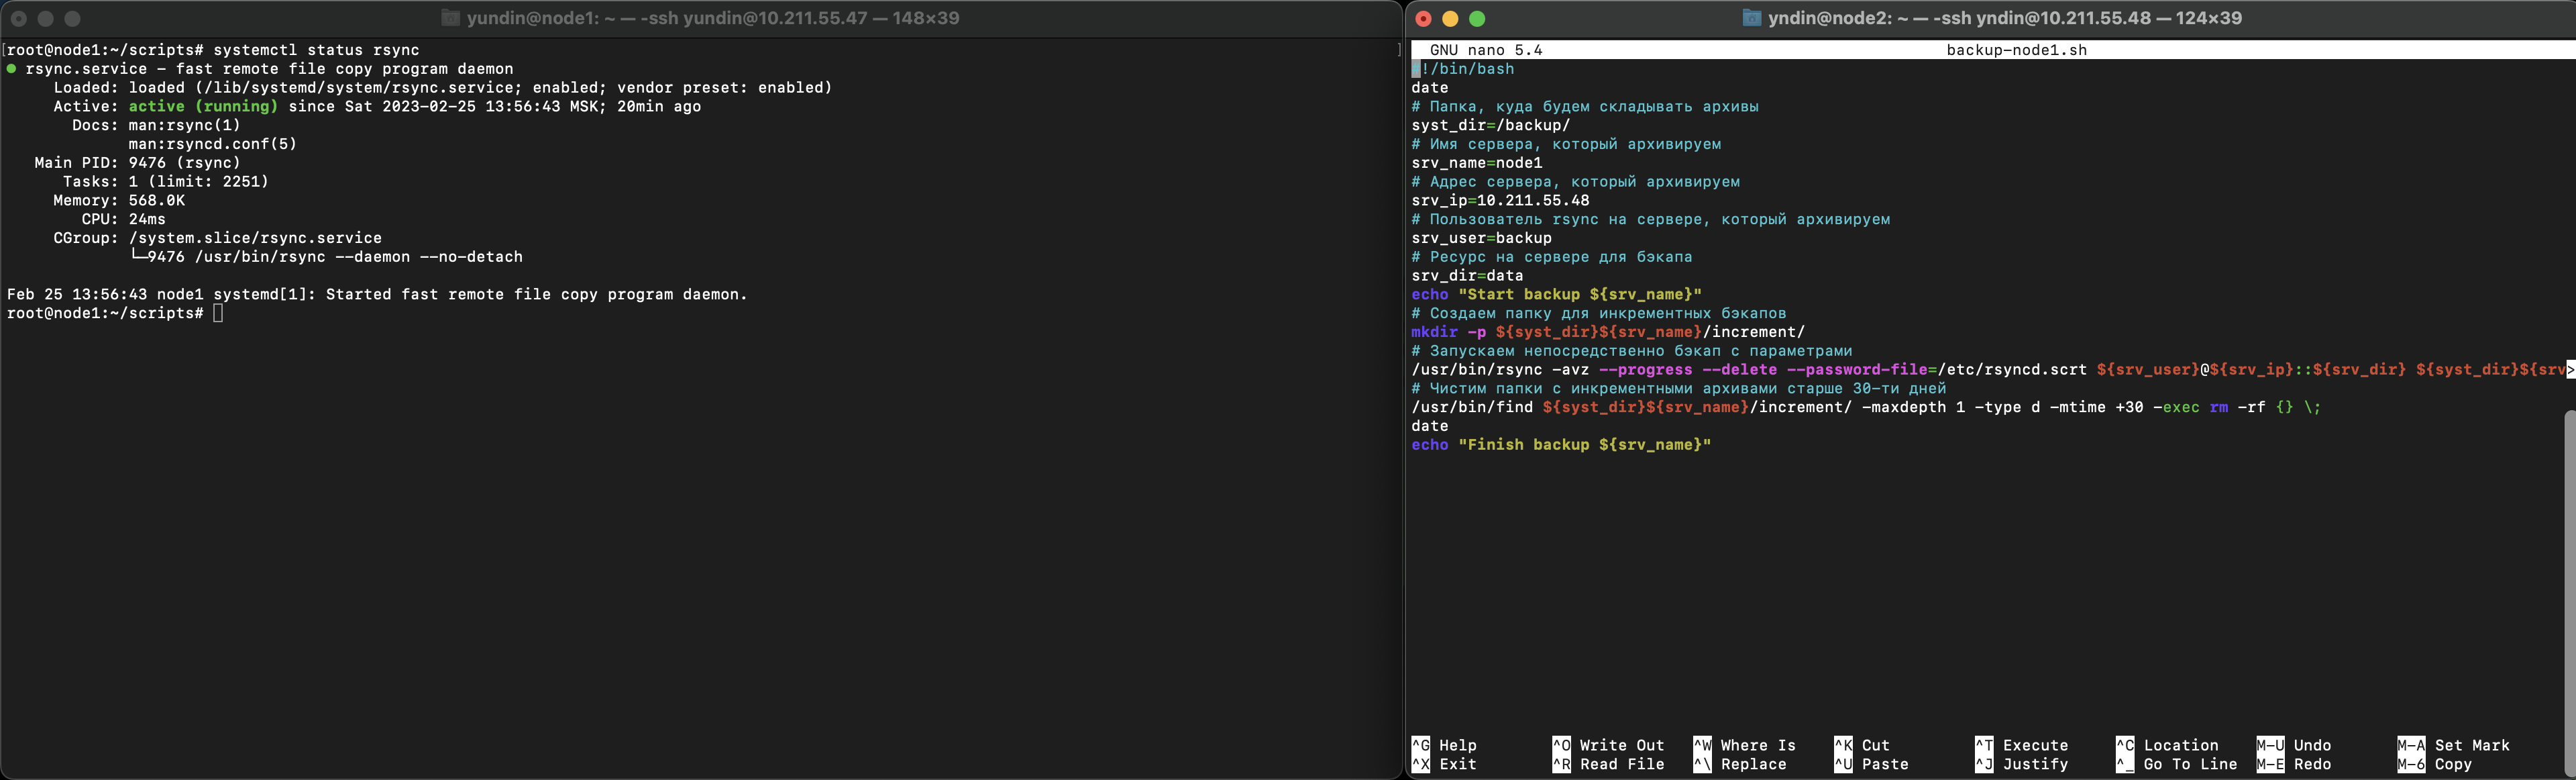 yundin@node1: ~ — -ssh yundin@10.211.55.47 — 148×39
[root@node1:~/scripts# systemctl status rsync ]
● rsync.service - fast remote file copy program daemon
Loaded: loaded (/lib/systemd/system/rsync.service; enabled; vendor preset: enabled)
Active: active (running) since Sat 2023-02-25 13:56:43 MSK; 20min ago
Docs: man:rsync(1)
man:rsyncd.conf(5)
Main PID: 9476 (rsync)
Tasks: 1 (limit: 2251)
Memory: 568.0K
CPU: 24ms
CGroup: /system.slice/rsync.service
└─9476 /usr/bin/rsync --daemon --no-detach
Feb 25 13:56:43 node1 systemd[1]: Started fast remote file copy program daemon.
root@node1:~/scripts#
yndin@node2: ~ — -ssh yndin@10.211.55.48 — 124×39
GNU nano 5.4 backup-node1.sh
#!/bin/bash
date
# Папка, куда будем складывать архивы
syst_dir=/backup/
# Имя сервера, который архивируем
srv_name=node1
# Адрес сервера, который архивируем
srv_ip=10.211.55.48
# Пользователь rsync на сервере, который архивируем
srv_user=backup
# Ресурс на сервере для бэкапа
srv_dir=data
echo "Start backup ${srv_name}"
# Создаем папку для инкрементных бэкапов
mkdir -p ${syst_dir}${srv_name}/increment/
# Запускаем непосредственно бэкап с параметрами
/usr/bin/rsync -avz --progress --delete --password-file=/etc/rsyncd.scrt ${srv_user}@${srv_ip}::${srv_dir} ${syst_dir}${srv>
# Чистим папки с инкрементными архивами старше 30-ти дней
/usr/bin/find ${syst_dir}${srv_name}/increment/ -maxdepth 1 -type d -mtime +30 -exec rm -rf {} \;
date
echo "Finish backup ${srv_name}"
^G Help ^O Write Out ^W Where Is ^K Cut ^T Execute ^C Location M-U Undo M-A Set Mark
^X Exit ^R Read File ^\ Replace ^U Paste ^J Justify ^_ Go To Line M-E Redo M-6 Copy